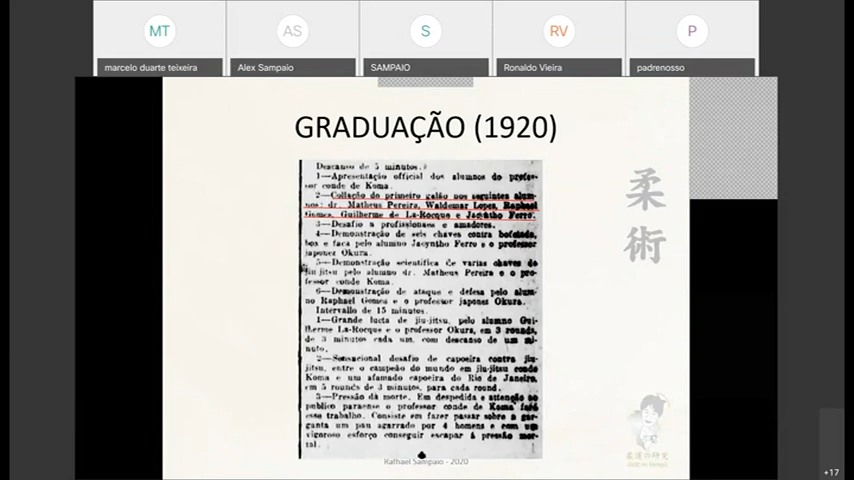 MT
AS
S
RV
P
marcelo duarte teixeira
Alex Sampaio
SAMPAIO
Ronaldo Vieira
padrenosso
GRADUAÇÃO (1920)
Descanso de 5 minutos.
1—Apresentação official dos alumnos do profes-
sor conde de Koma.
2—Collação do primeiro galão nos seguintes alum-
nos: dr. Matheus Pereira, Waldemar Lopes, Raphael
Gomes, Guilherme de La-Rocque e Jacyntho Ferro.
3—Desafio a profissionaes e amadores.
4—Demonstração de seis chaves contra bofetada,
box e faca pelo alumno Jacyntho Ferro e o professor
japonez Okura.
5—Demonstração scientifica de varias chaves de
jiu-jitsu pelo alumno dr. Matheus Pereira e o pro-
fessor conde Koma.
6—Demonstração de ataque e defesa pelo alum-
no Raphael Gomes e o professor japonez Okura.
Intervallo de 15 minutos.
1—Grande lucta de jiu-jitsu, pelo alumno Gui-
lherme La-Rocque e o professor Okura, em 3 rounds,
de 3 minutos cada um, com descanso de um mi-
nuto.
2—Sensacional desafio de capoeira contra jiu-
jitsu, entre o campeão do mundo em jiu-jitsu conde
Koma e um afamado capoeira do Rio de Janeiro,
em 5 rounds de 3 minutos, para cada round.
3—Pressão da morte. Em despedida e attenção ao
publico paraense o professor conde de Koma fará
esse trabalho. Consiste em fazer passar sobre a gar-
ganta um pau agarrado por 4 homens e com um
vigoroso esforço conseguir escapar á pressão mor-
tal.
柔
術
柔道の研究
Rafhael Sampaio - 2020
+17